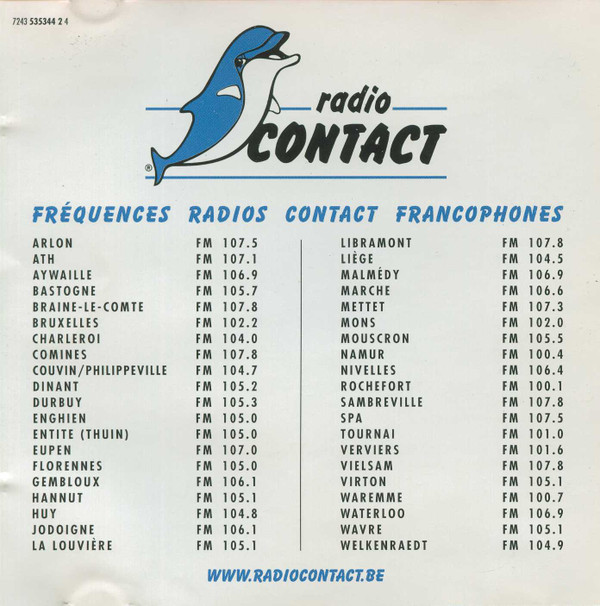 7243 535344 2 4
radio
CONTACT
®
FRÉQUENCES RADIOS CONTACT FRANCOPHONES
ARLON FM 107.5
ATH FM 107.1
AYWAILLE FM 106.9
BASTOGNE FM 105.7
BRAINE-LE-COMTE FM 107.8
BRUXELLES FM 102.2
CHARLEROI FM 104.0
COMINES FM 107.8
COUVIN/PHILIPPEVILLE FM 104.7
DINANT FM 105.2
DURBUY FM 105.3
ENGHIEN FM 105.0
ENTITE (THUIN) FM 105.0
EUPEN FM 107.0
FLORENNES FM 105.0
GEMBLOUX FM 106.1
HANNUT FM 105.1
HUY FM 104.8
JODOIGNE FM 106.1
LA LOUVIÈRE FM 105.1
LIBRAMONT FM 107.8
LIÈGE FM 104.5
MALMÉDY FM 106.9
MARCHE FM 106.6
METTET FM 107.3
MONS FM 102.0
MOUSCRON FM 105.5
NAMUR FM 100.4
NIVELLES FM 106.4
ROCHEFORT FM 100.1
SAMBREVILLE FM 107.8
SPA FM 107.5
TOURNAI FM 101.0
VERVIERS FM 101.6
VIELSAM FM 107.8
VIRTON FM 105.1
WAREMME FM 100.7
WATERLOO FM 106.9
WAVRE FM 105.1
WELKENRAEDT FM 104.9
WWW.RADIOCONTACT.BE